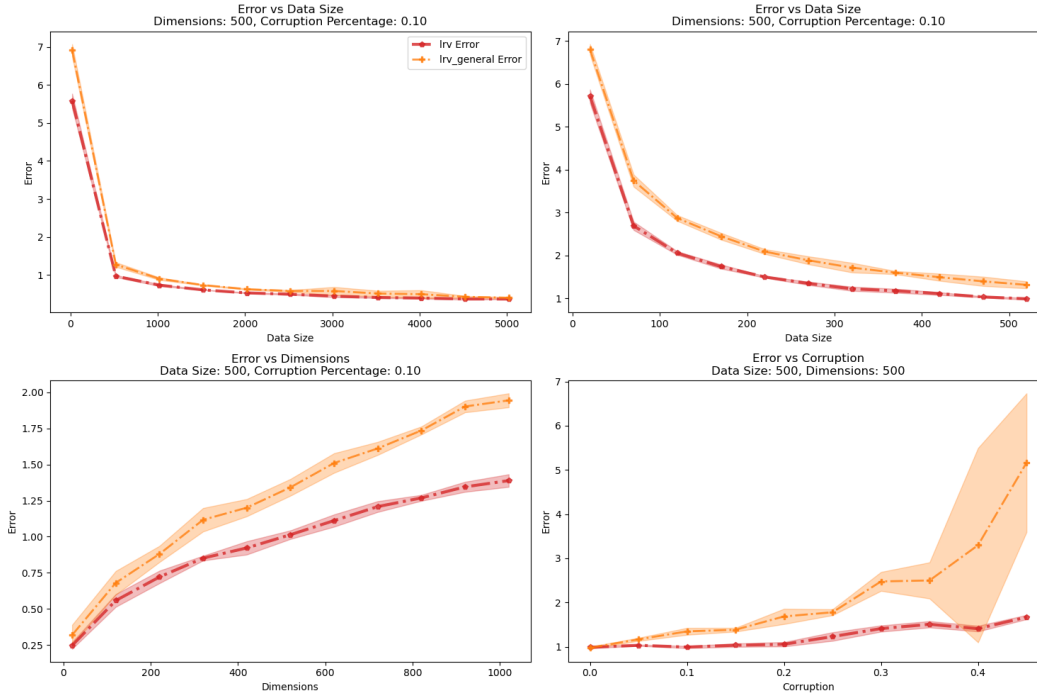 Error vs Data Size
Dimensions: 500, Corruption Percentage: 0.10
7
6
5
4
3
2
1
Error
0
1000
2000
3000
4000
5000
Data Size
lrv Error
lrv_general Error
Error vs Data Size
Dimensions: 500, Corruption Percentage: 0.10
7
6
5
4
3
2
1
Error
0
100
200
300
400
500
Data Size
Error vs Dimensions
Data Size: 500, Corruption Percentage: 0.10
2.00
1.75
1.50
1.25
1.00
0.75
0.50
0.25
Error
0
200
400
600
800
1000
Dimensions
Error vs Corruption
Data Size: 500, Dimensions: 500
7
6
5
4
3
2
1
Error
0.0
0.1
0.2
0.3
0.4
Corruption